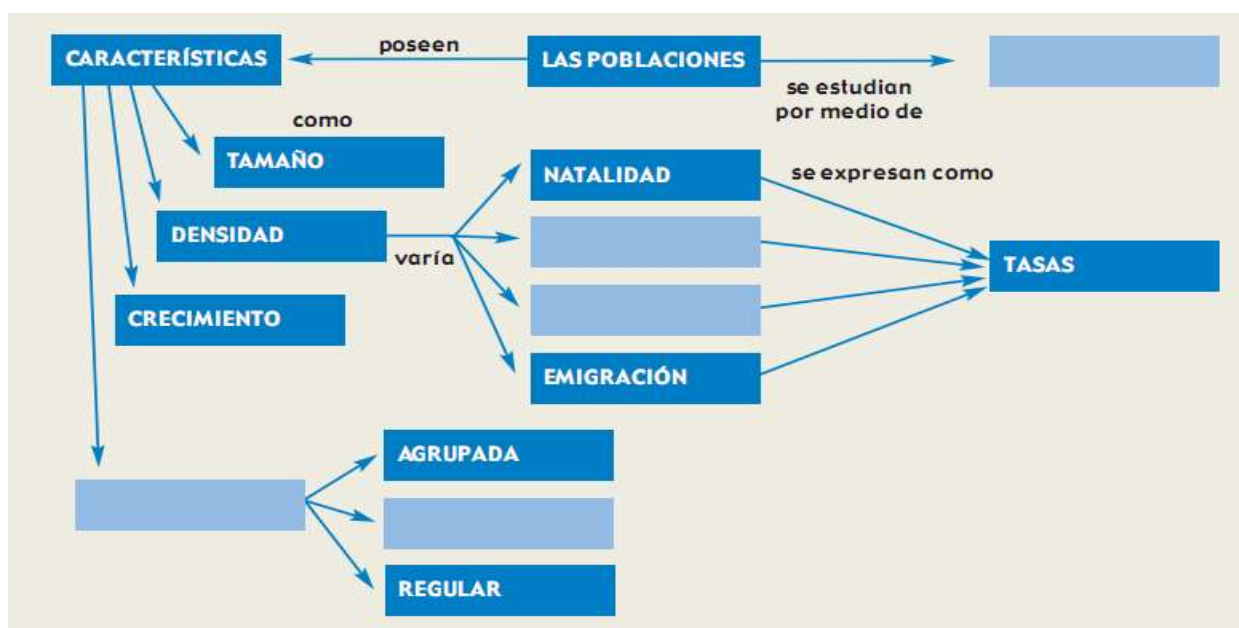 CARACTERÍSTICAS
poseen
LAS POBLACIONES
se estudian
por medio de
como
TAMAÑO
NATALIDAD
se expresan como
DENSIDAD
varía
TASAS
CRECIMIENTO
EMIGRACIÓN
AGRUPADA
REGULAR